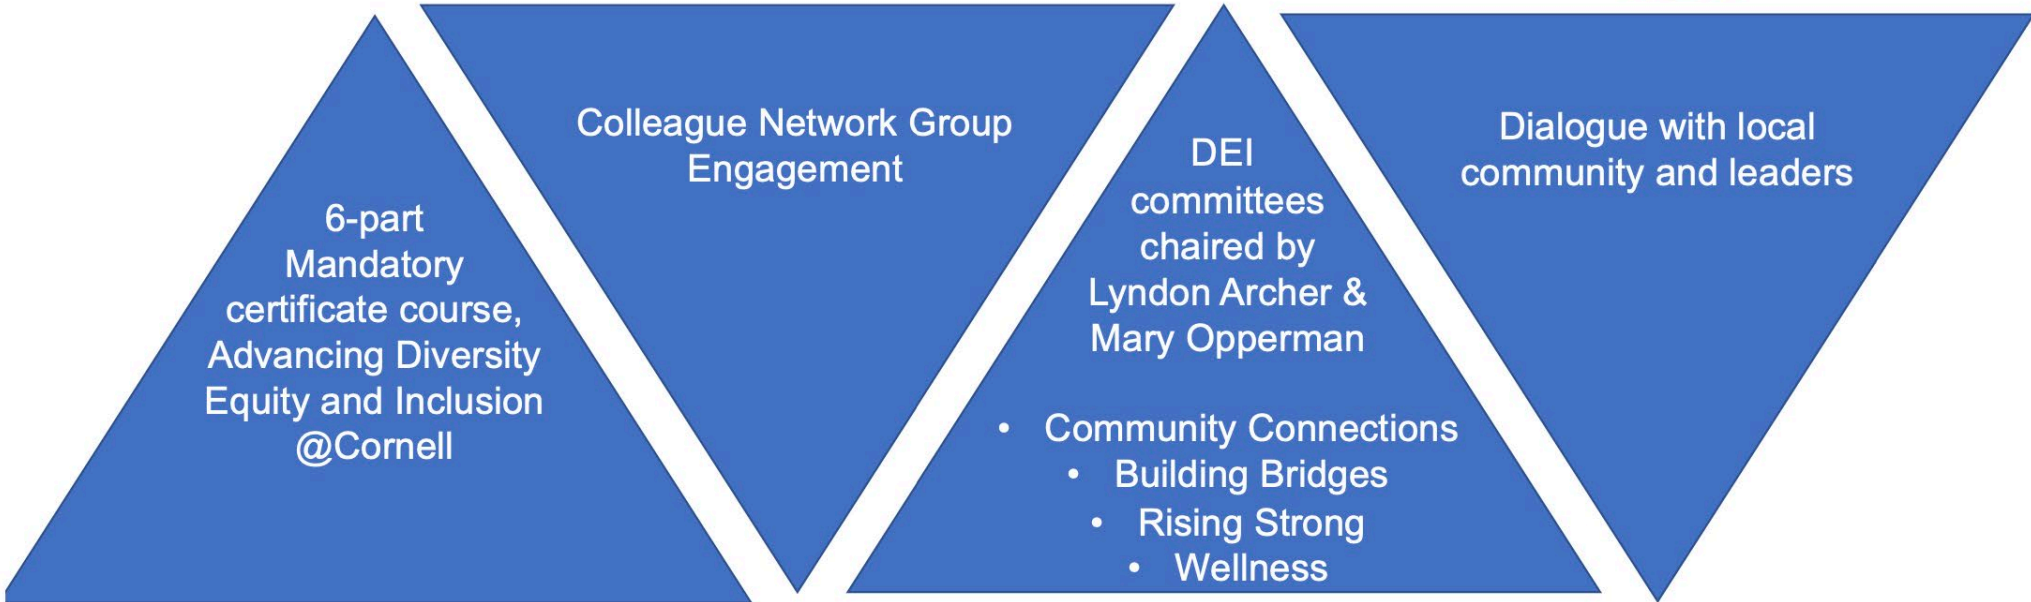 6-part
Mandatory
certificate course,
Advancing Diversity
Equity and Inclusion
@Cornell
Colleague Network Group
Engagement
DEI
committees
chaired by
Lyndon Archer &
Mary Opperman
• Community Connections
• Building Bridges
• Rising Strong
• Wellness
Dialogue with local
community and leaders